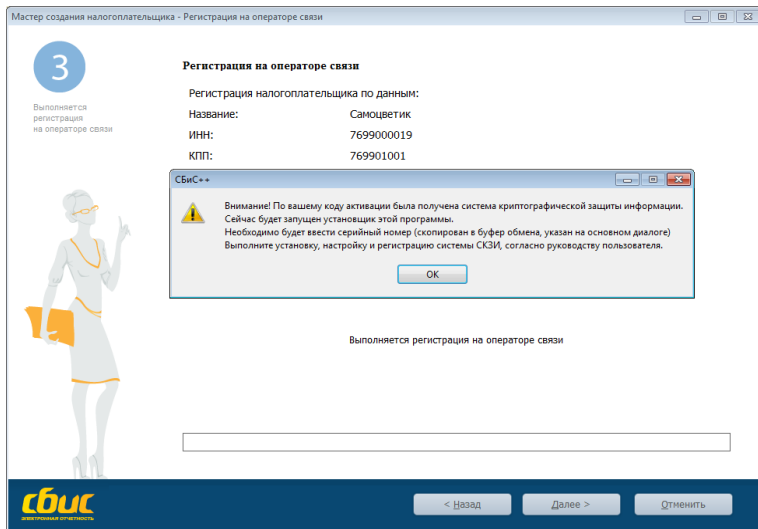 Мастер создания налогоплательщика - Регистрация на операторе связи
3
Выполняется
регистрация
на операторе связи
Регистрация на операторе связи
Регистрация налогоплательщика по данным:
Название: Самоцветик
ИНН: 7699000019
КПП: 769901001
СБиС++
Внимание! По вашему коду активации была получена система криптографической защиты информации.
Сейчас будет запущен установщик этой программы.
Необходимо будет ввести серийный номер (скопирован в буфер обмена, указан на основном диалоге)
Выполните установку, настройку и регистрацию системы СКЗИ, согласно руководству пользователя.
ОК
Выполняется регистрация на операторе связи
сбис
ЭЛЕКТРОННАЯ ОТЧЕТНОСТЬ
< Назад
Далее >
Отменить